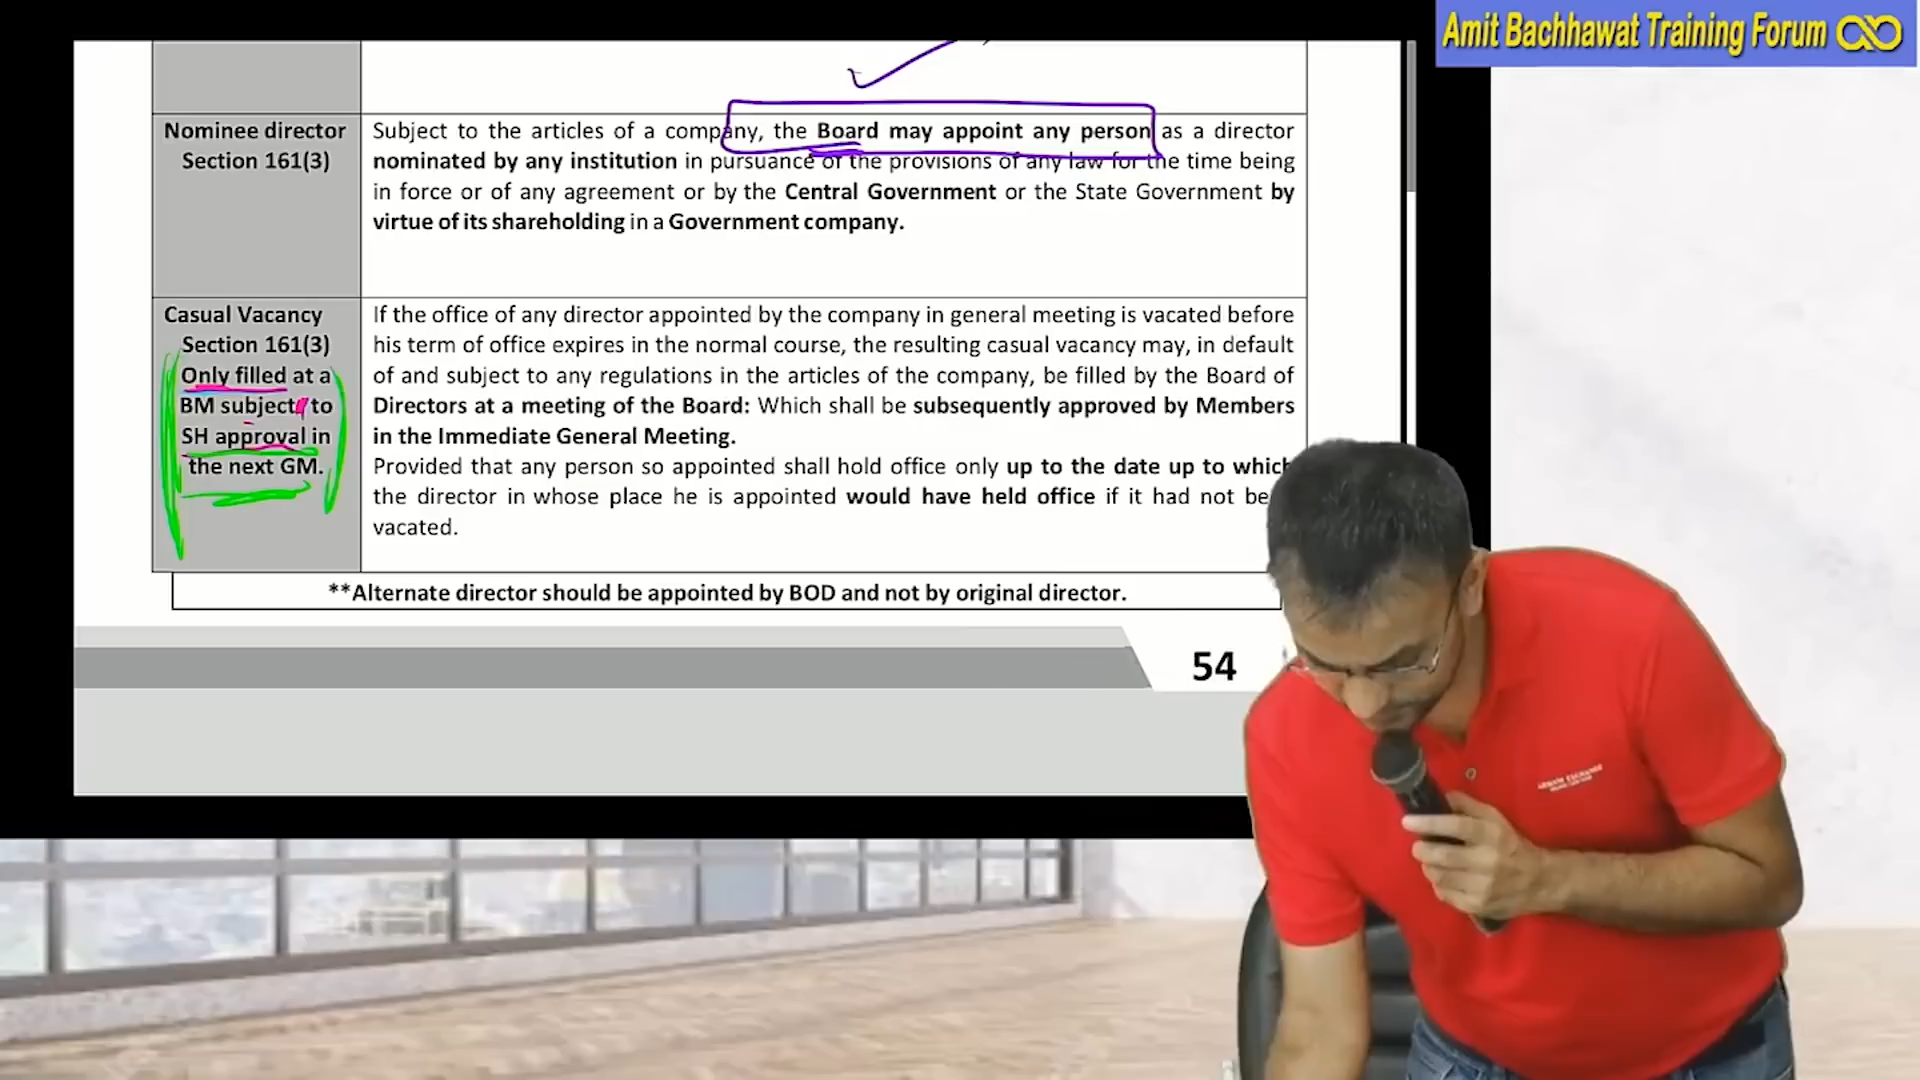 Amit Bachhawat Training Forum
Nominee director
Section 161(3)
Subject to the articles of a company, the Board may appoint any person as a director
nominated by any institution in pursuance of the provisions of any law for the time being
in force or of any agreement or by the Central Government or the State Government by
virtue of its shareholding in a Government company.
Casual Vacancy
Section 161(3)
Only filled at a
BM subject to
SH approval in
the next GM.
If the office of any director appointed by the company in general meeting is vacated before
his term of office expires in the normal course, the resulting casual vacancy may, in default
of and subject to any regulations in the articles of the company, be filled by the Board of
Directors at a meeting of the Board: Which shall be subsequently approved by Members
in the Immediate General Meeting.
Provided that any person so appointed shall hold office only up to the date up to which
the director in whose place he is appointed would have held office if it had not be
vacated.
**Alternate director should be appointed by BOD and not by original director.
54